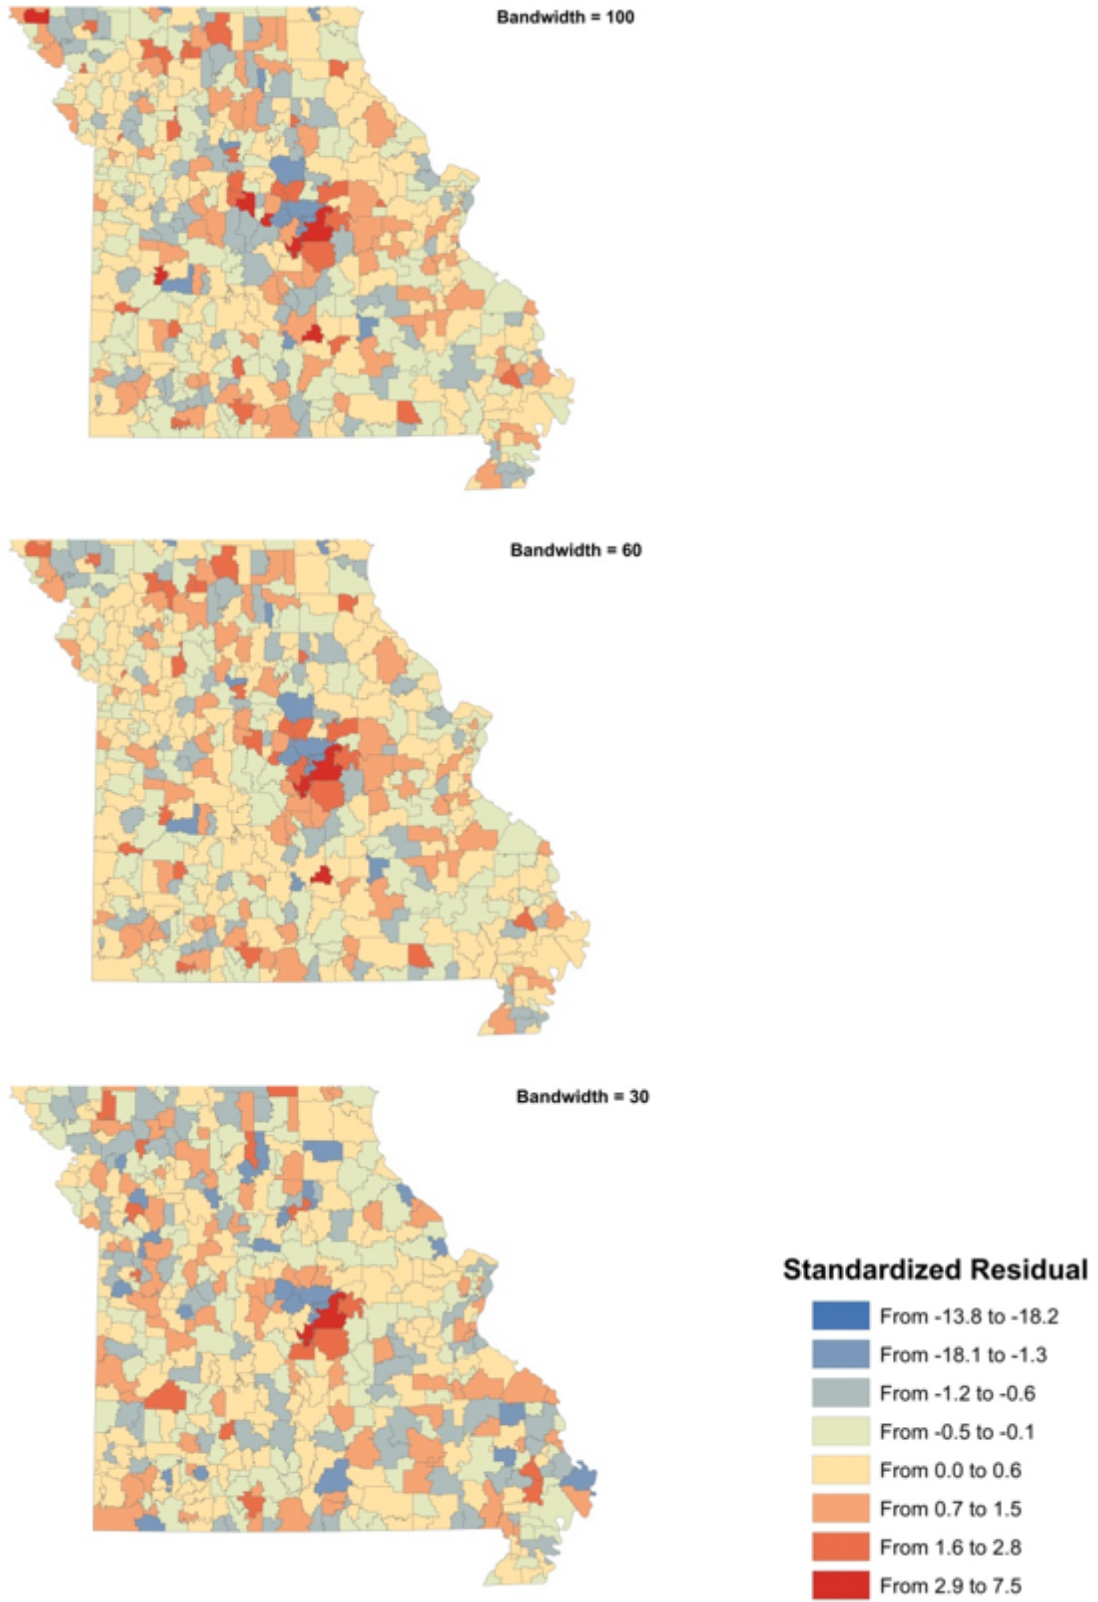 Bandwidth = 100
Bandwidth = 60
Bandwidth = 30
Standardized Residual
From -13.8 to -18.2
From -18.1 to -1.3
From -1.2 to -0.6
From -0.5 to -0.1
From 0.0 to 0.6
From 0.7 to 1.5
From 1.6 to 2.8
From 2.9 to 7.5